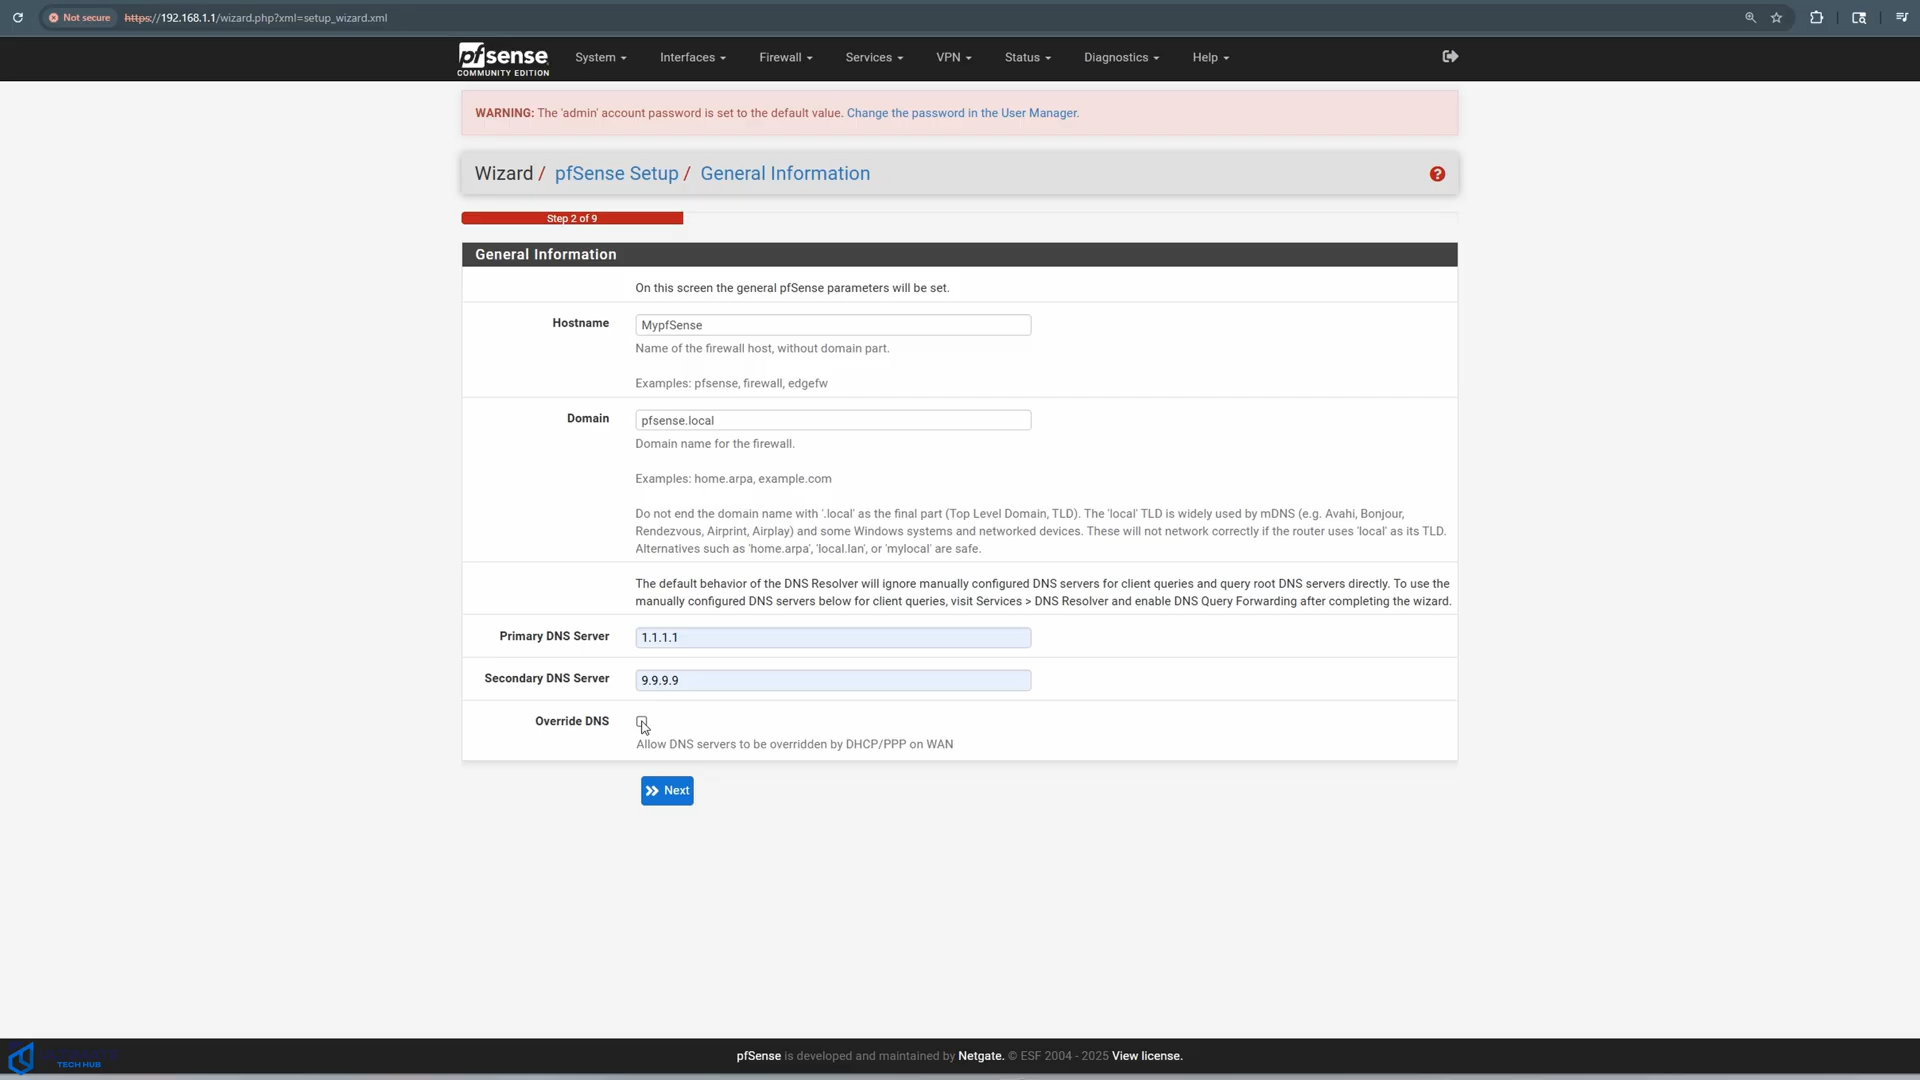 Not secure https://192.168.1.1/wizard.php?xml=setup_wizard.xml
pfsense COMMUNITY EDITION System Interfaces Firewall Services VPN Status Diagnostics Help
WARNING: The 'admin' account password is set to the default value. Change the password in the User Manager.
Wizard / pfSense Setup / General Information
Step 2 of 9
General Information
On this screen the general pfSense parameters will be set.
Hostname MypfSense
Name of the firewall host, without domain part.
Examples: pfsense, firewall, edgefw
Domain pfsense.local
Domain name for the firewall.
Examples: home.arpa, example.com
Do not end the domain name with '.local' as the final part (Top Level Domain, TLD). The 'local' TLD is widely used by mDNS (e.g. Avahi, Bonjour,
Rendezvous, Airprint, Airplay) and some Windows systems and networked devices. These will not network correctly if the router uses 'local' as its TLD.
Alternatives such as 'home.arpa', 'local.lan', or 'mylocal' are safe.
The default behavior of the DNS Resolver will ignore manually configured DNS servers for client queries and query root DNS servers directly. To use the
manually configured DNS servers below for client queries, visit Services > DNS Resolver and enable DNS Query Forwarding after completing the wizard.
Primary DNS Server 1.1.1.1
Secondary DNS Server 9.9.9.9
Override DNS
Allow DNS servers to be overridden by DHCP/PPP on WAN
Next
pfSense is developed and maintained by Netgate. © ESF 2004 - 2025 View license.
TECH HUB